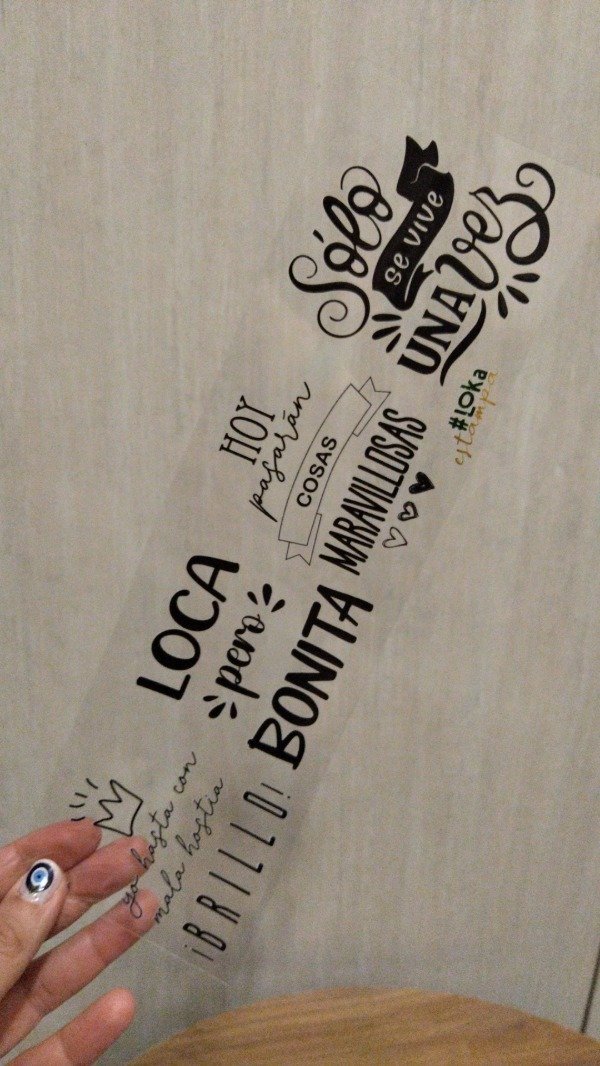 Sólo
se vive
UNA Vez
#LOKa
estampa
HOY
pasarán
COSAS
MARAVILLOSAS
LOCA
pero
BONITA
yo hasta con
mala hostia
¡BRILLO!